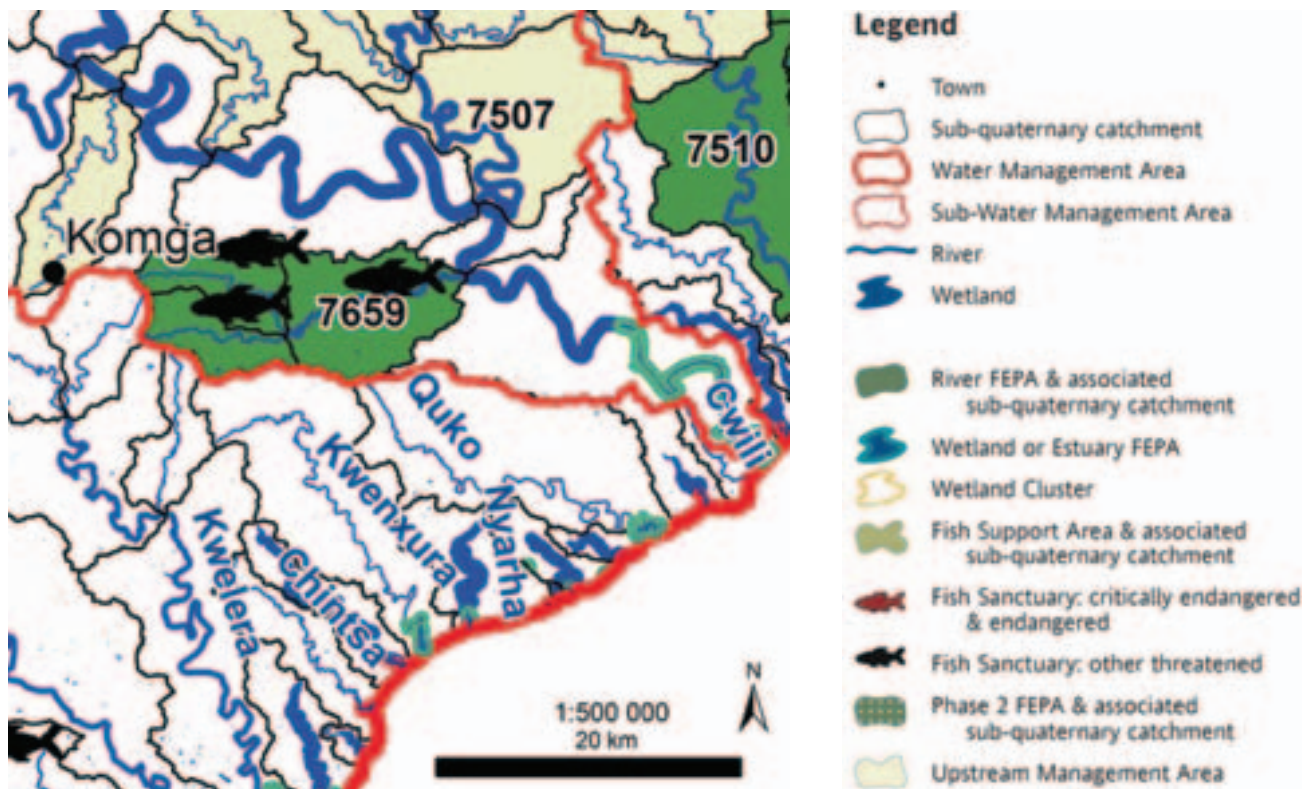 7507
7510
Komga
7659
Quko
Cwili
Kwenxura
Nyarha
Kwelera
Chintsa
N
1:500 000
20 km
Legend
Town
Sub-quaternary catchment
Water Management Area
Sub-Water Management Area
River
Wetland
River FEPA & associated
sub-quaternary catchment
Wetland or Estuary FEPA
Wetland Cluster
Fish Support Area & associated
sub-quaternary catchment
Fish Sanctuary: critically endangered
& endangered
Fish Sanctuary: other threatened
Phase 2 FEPA & associated
sub-quaternary catchment
Upstream Management Area